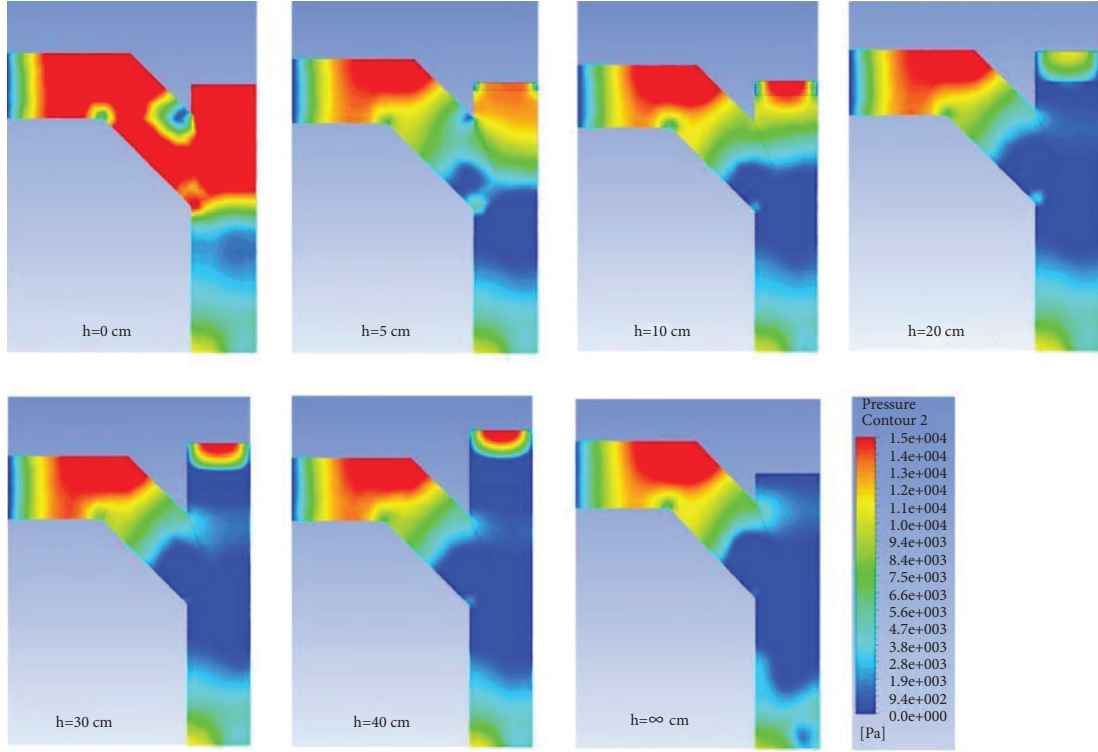 h=0 cm
h=5 cm
h=10 cm
h=20 cm
h=30 cm
h=40 cm
h=∞ cm
Pressure
Contour 2
1.5e+004
1.4e+004
1.3e+004
1.2e+004
1.1e+004
1.0e+004
9.4e+003
8.4e+003
7.5e+003
6.6e+003
5.6e+003
4.7e+003
3.8e+003
2.8e+003
1.9e+003
9.4e+002
0.0e+000
[Pa]